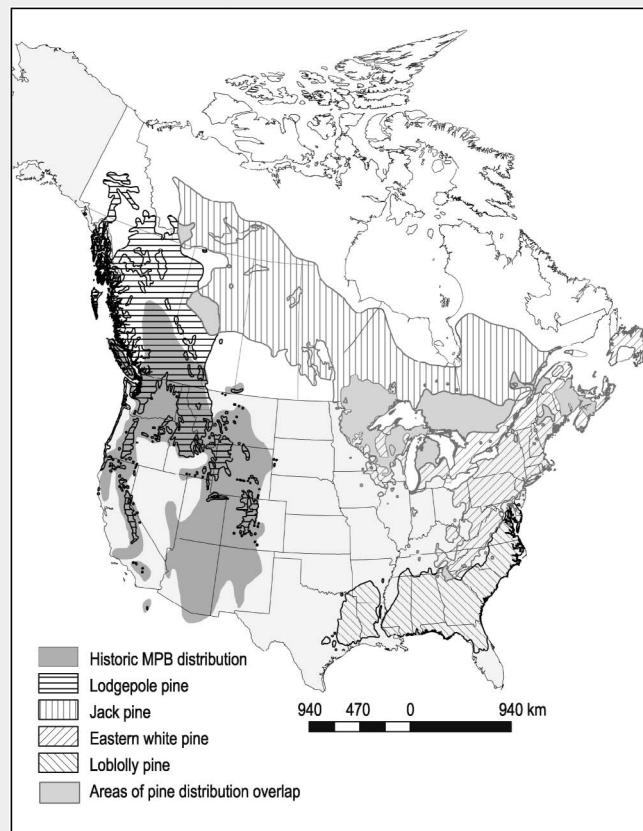 Historic MPB distribution
Lodgepole pine
Jack pine
Eastern white pine
Loblolly pine
Areas of pine distribution overlap
940 470 0 940 km